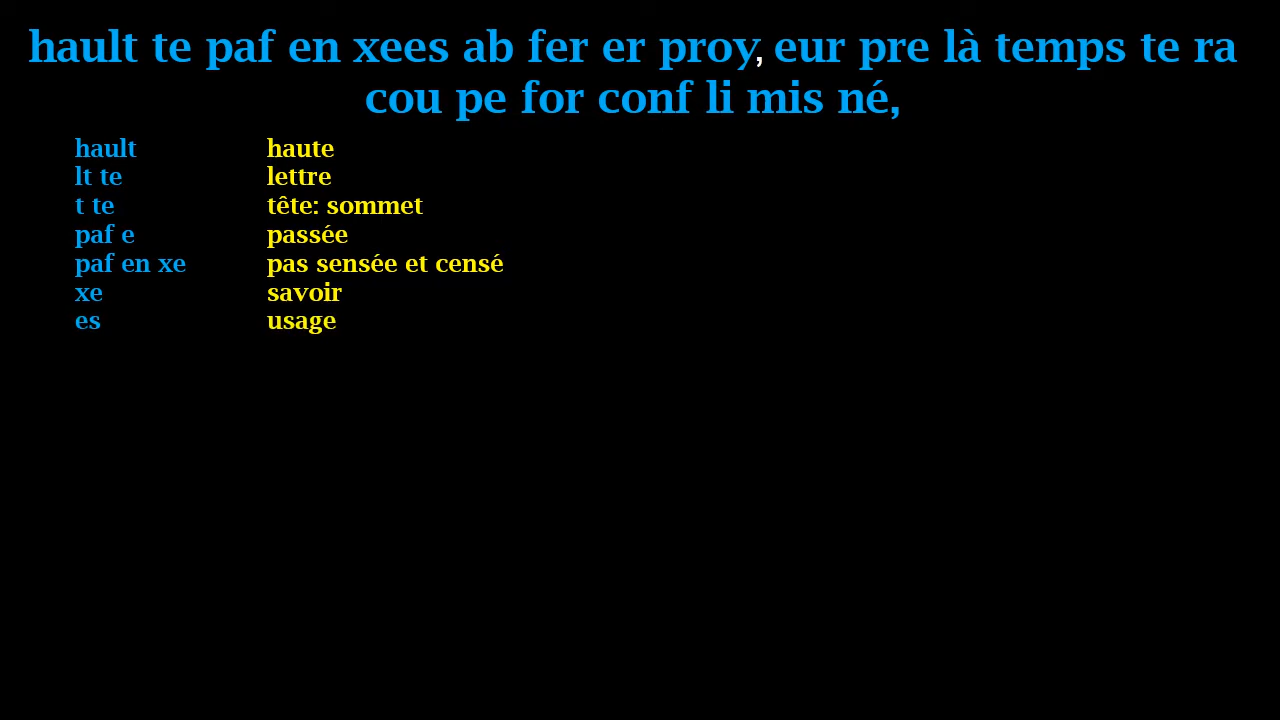 hault te paf en xees ab fer er proy, eur pre là temps te ra
cou pe for conf li mis né,
hault haute
lt te lettre
t te tête: sommet
paf e passée
paf en xe pas sensée et censé
xe savoir
es usage